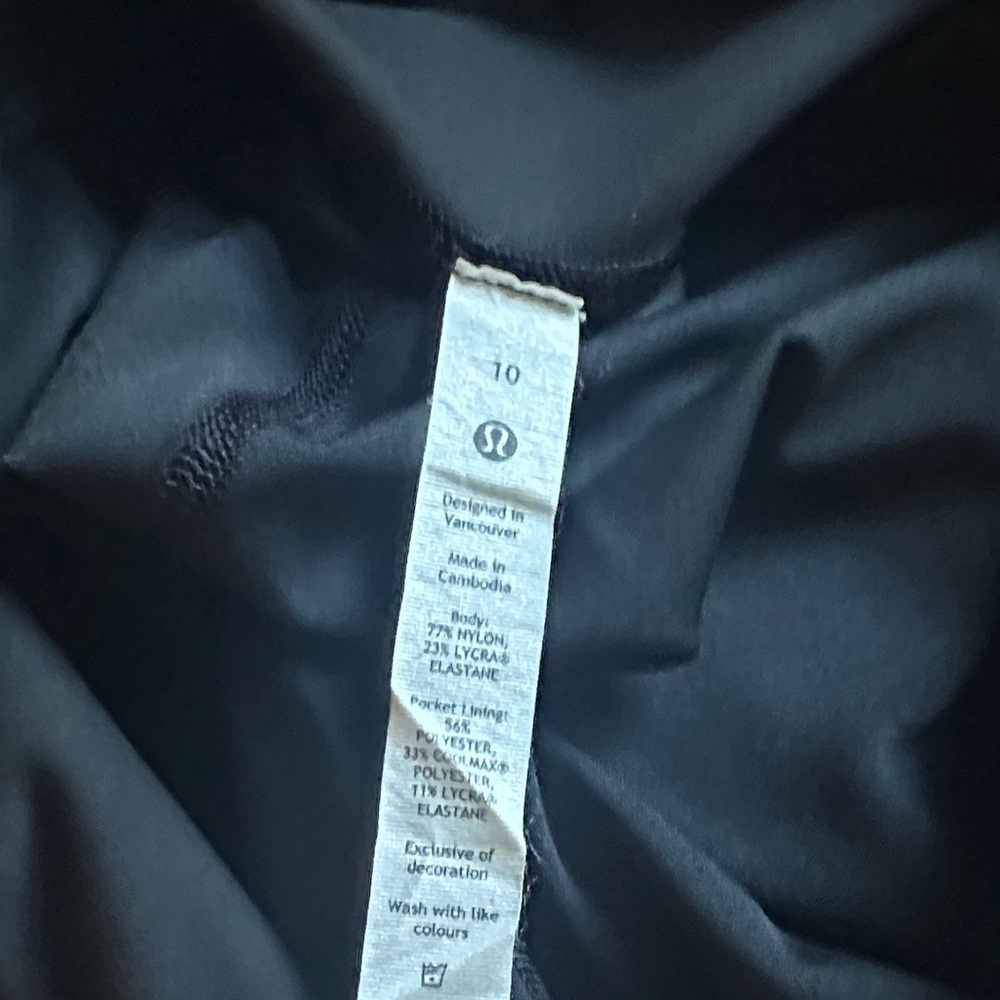 10
Designed in
Vancouver
Made in
Cambodia
Body:
77% NYLON,
23% LYCRA®
ELASTANE
Pocket Lining:
56%
POLYESTER,
33% COOLMAX®
POLYESTER,
11% LYCRA®
ELASTANE
Exclusive of
decoration
Wash with like
colours